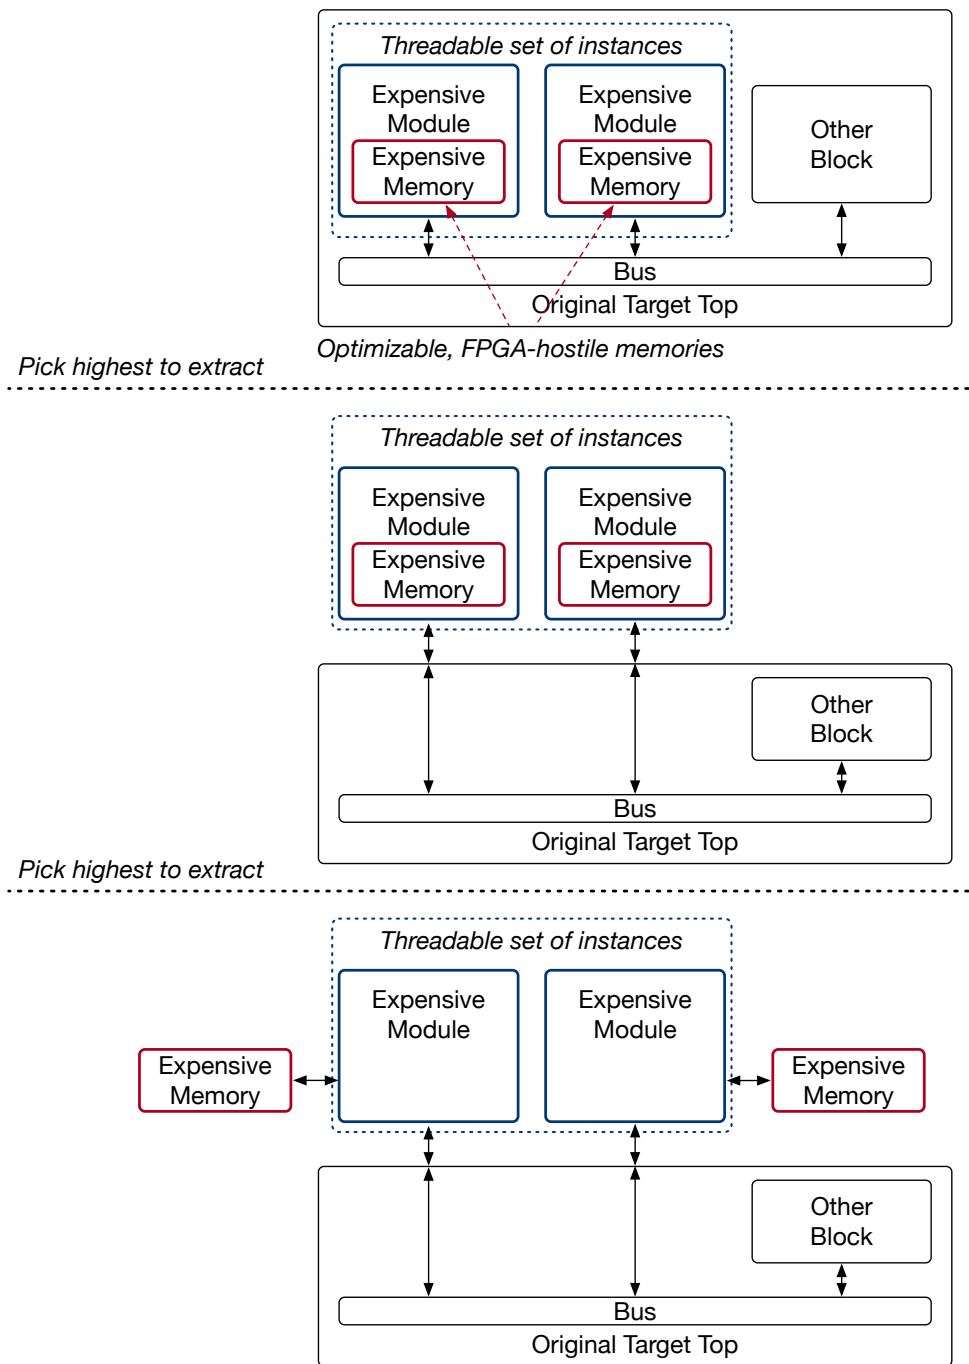 Threadable set of instances
Expensive
Module
Expensive
Memory
Expensive
Module
Expensive
Memory
Other
Block
Bus
Original Target Top
Optimizable, FPGA-hostile memories
Pick highest to extract
Threadable set of instances
Expensive
Module
Expensive
Memory
Expensive
Module
Expensive
Memory
Other
Block
Bus
Original Target Top
Pick highest to extract
Threadable set of instances
Expensive
Module
Expensive
Module
Expensive
Memory
Expensive
Memory
Other
Block
Bus
Original Target Top